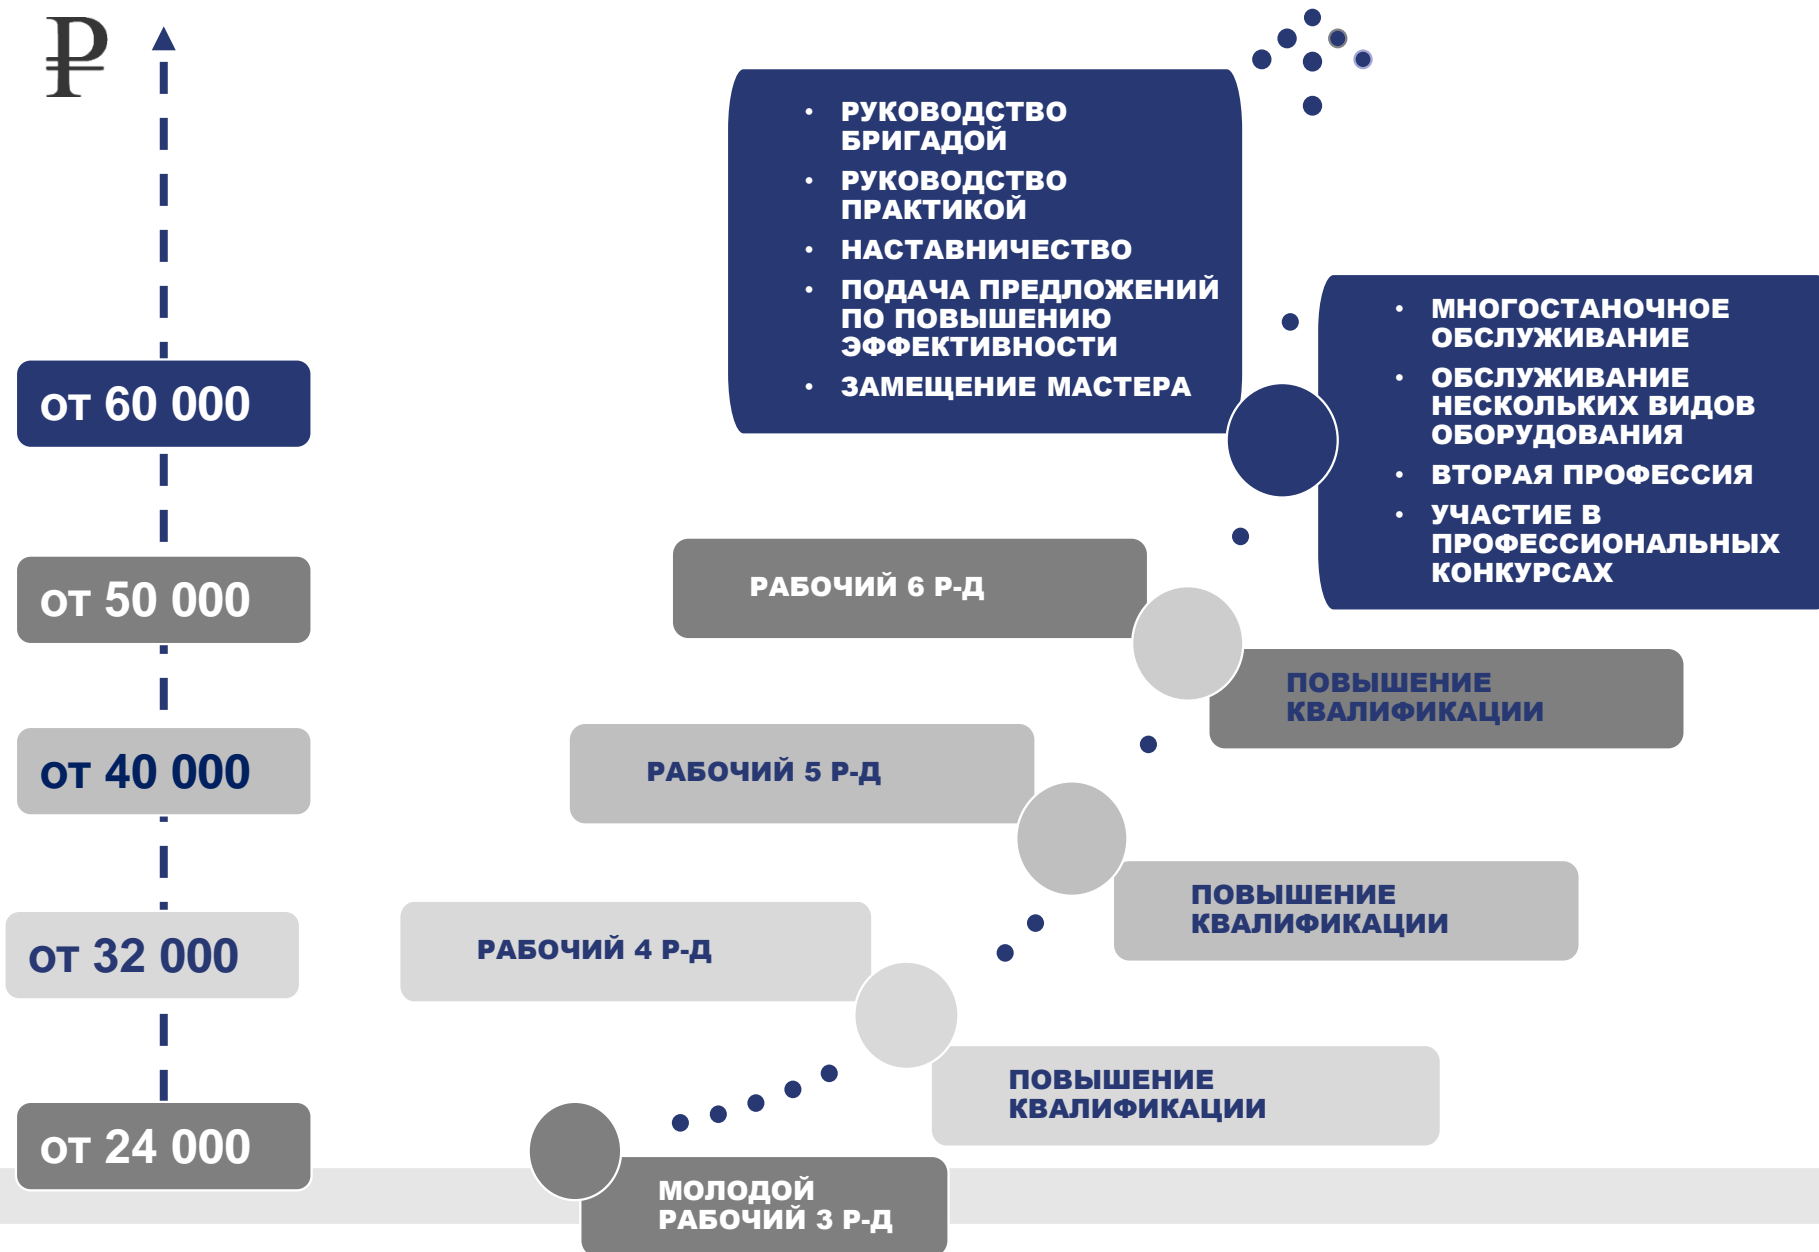 ₽
РУКОВОДСТВО
БРИГАДОЙ
РУКОВОДСТВО
ПРАКТИКОЙ
НАСТАВНИЧЕСТВО
ПОДАЧА ПРЕДЛОЖЕНИЙ
ПО ПОВЫШЕНИЮ
ЭФФЕКТИВНОСТИ
ЗАМЕЩЕНИЕ МАСТЕРА
МНОГОСТАНОЧНОЕ
ОБСЛУЖИВАНИЕ
ОБСЛУЖИВАНИЕ
НЕСКОЛЬКИХ ВИДОВ
ОБОРУДОВАНИЯ
ВТОРАЯ ПРОФЕССИЯ
УЧАСТИЕ В
ПРОФЕССИОНАЛЬНЫХ
КОНКУРСАХ
от 60 000
от 50 000
РАБОЧИЙ 6 Р-Д
ПОВЫШЕНИЕ
КВАЛИФИКАЦИИ
от 40 000
РАБОЧИЙ 5 Р-Д
ПОВЫШЕНИЕ
КВАЛИФИКАЦИИ
от 32 000
РАБОЧИЙ 4 Р-Д
ПОВЫШЕНИЕ
КВАЛИФИКАЦИИ
от 24 000
МОЛОДОЙ
РАБОЧИЙ 3 Р-Д